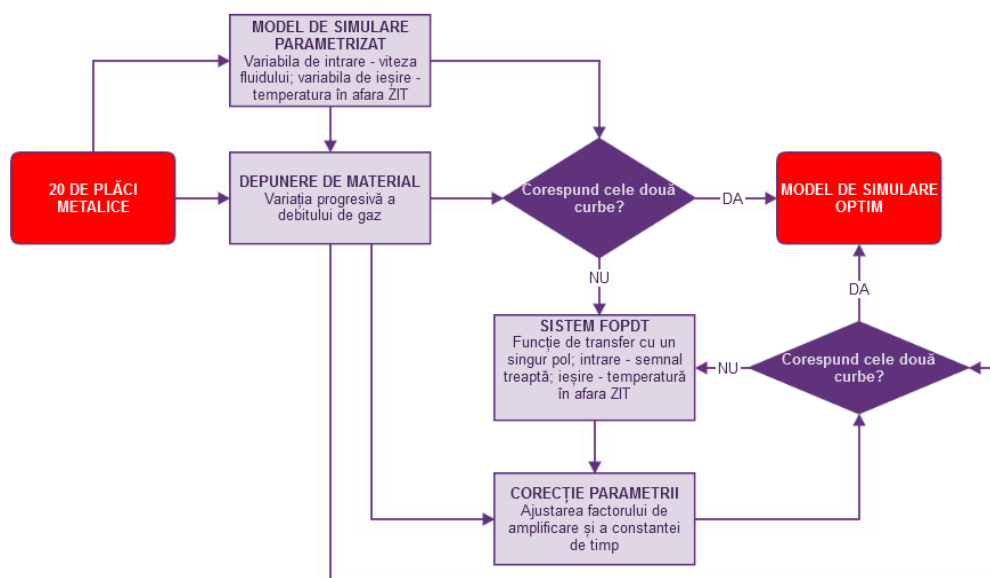 MODEL DE SIMULARE
PARAMETRIZAT
Variabila de intrare - viteza
fluidului; variabila de ieșire -
temperatura în afara ZIT
20 DE PLĂCI
METALICE
DEPUNERE DE MATERIAL
Variația progresivă a
debitului de gaz
Corespund cele două
curbe?
DA
MODEL DE SIMULARE
OPTIM
NU
DA
SISTEM FOPDT
Funcție de transfer cu un
singur pol; intrare - semnal
treaptă; ieșire - temperatură
în afara ZIT
NU
Corespund cele două
curbe?
CORECȚIE PARAMETRII
Ajustarea factorului de
amplificare și a constantei
de timp